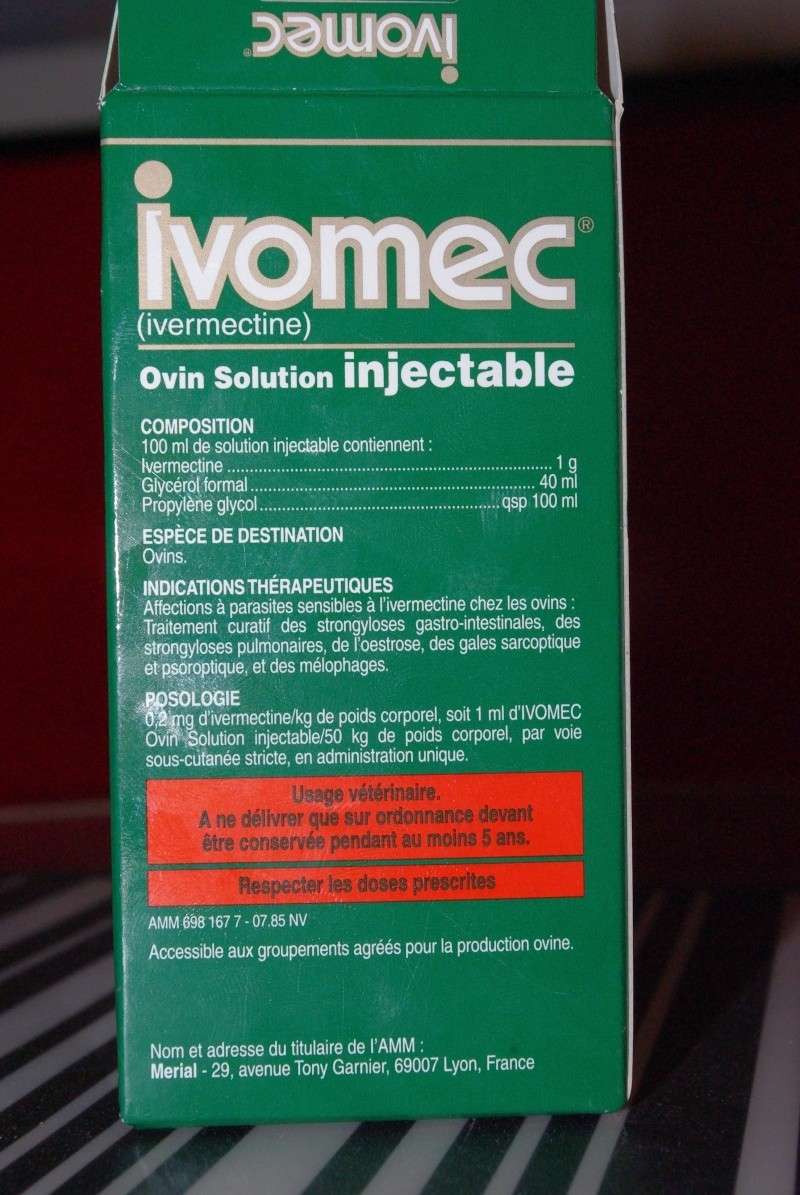 ivomec®
ivomec®
(ivermectine)
Ovin Solution injectable
COMPOSITION
100 ml de solution injectable contiennent :
Ivermectine ........................................................................ 1 g
Glycérol formal .............................................................. 40 ml
Propylène glycol .................................................. qsp 100 ml
ESPÈCE DE DESTINATION
Ovins.
INDICATIONS THÉRAPEUTIQUES
Affections à parasites sensibles à l'ivermectine chez les ovins :
Traitement curatif des strongyloses gastro-intestinales, des
strongyloses pulmonaires, de l'oestrose, des gales sarcoptique
et psoroptique, et des mélophages.
POSOLOGIE
0,2 mg d'ivermectine/kg de poids corporel, soit 1 ml d'IVOMEC
Ovin Solution injectable/50 kg de poids corporel, par voie
sous-cutanée stricte, en administration unique.
Usage vétérinaire.
A ne délivrer que sur ordonnance devant
être conservée pendant au moins 5 ans.
Respecter les doses prescrites
AMM 698 167 7 - 07.85 NV
Accessible aux groupements agréés pour la production ovine.
Nom et adresse du titulaire de l'AMM :
Merial - 29, avenue Tony Garnier, 69007 Lyon, France